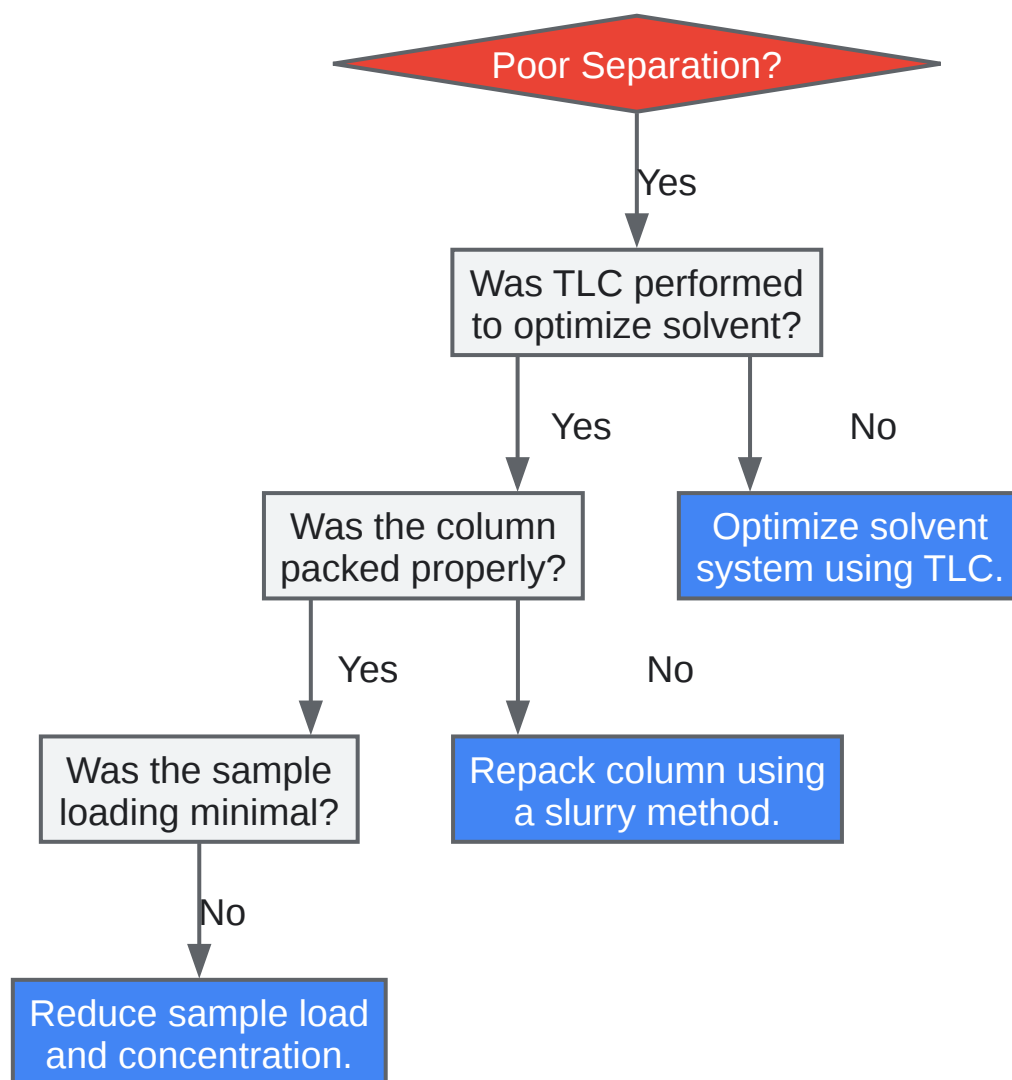 Poor Separation?
Yes
Was TLC performed
to optimize solvent?
Yes
No
Was the column
packed properly?
Optimize solvent
system using TLC.
Yes
No
Was the sample
loading minimal?
Repack column using
a slurry method.
No
Reduce sample load
and concentration.